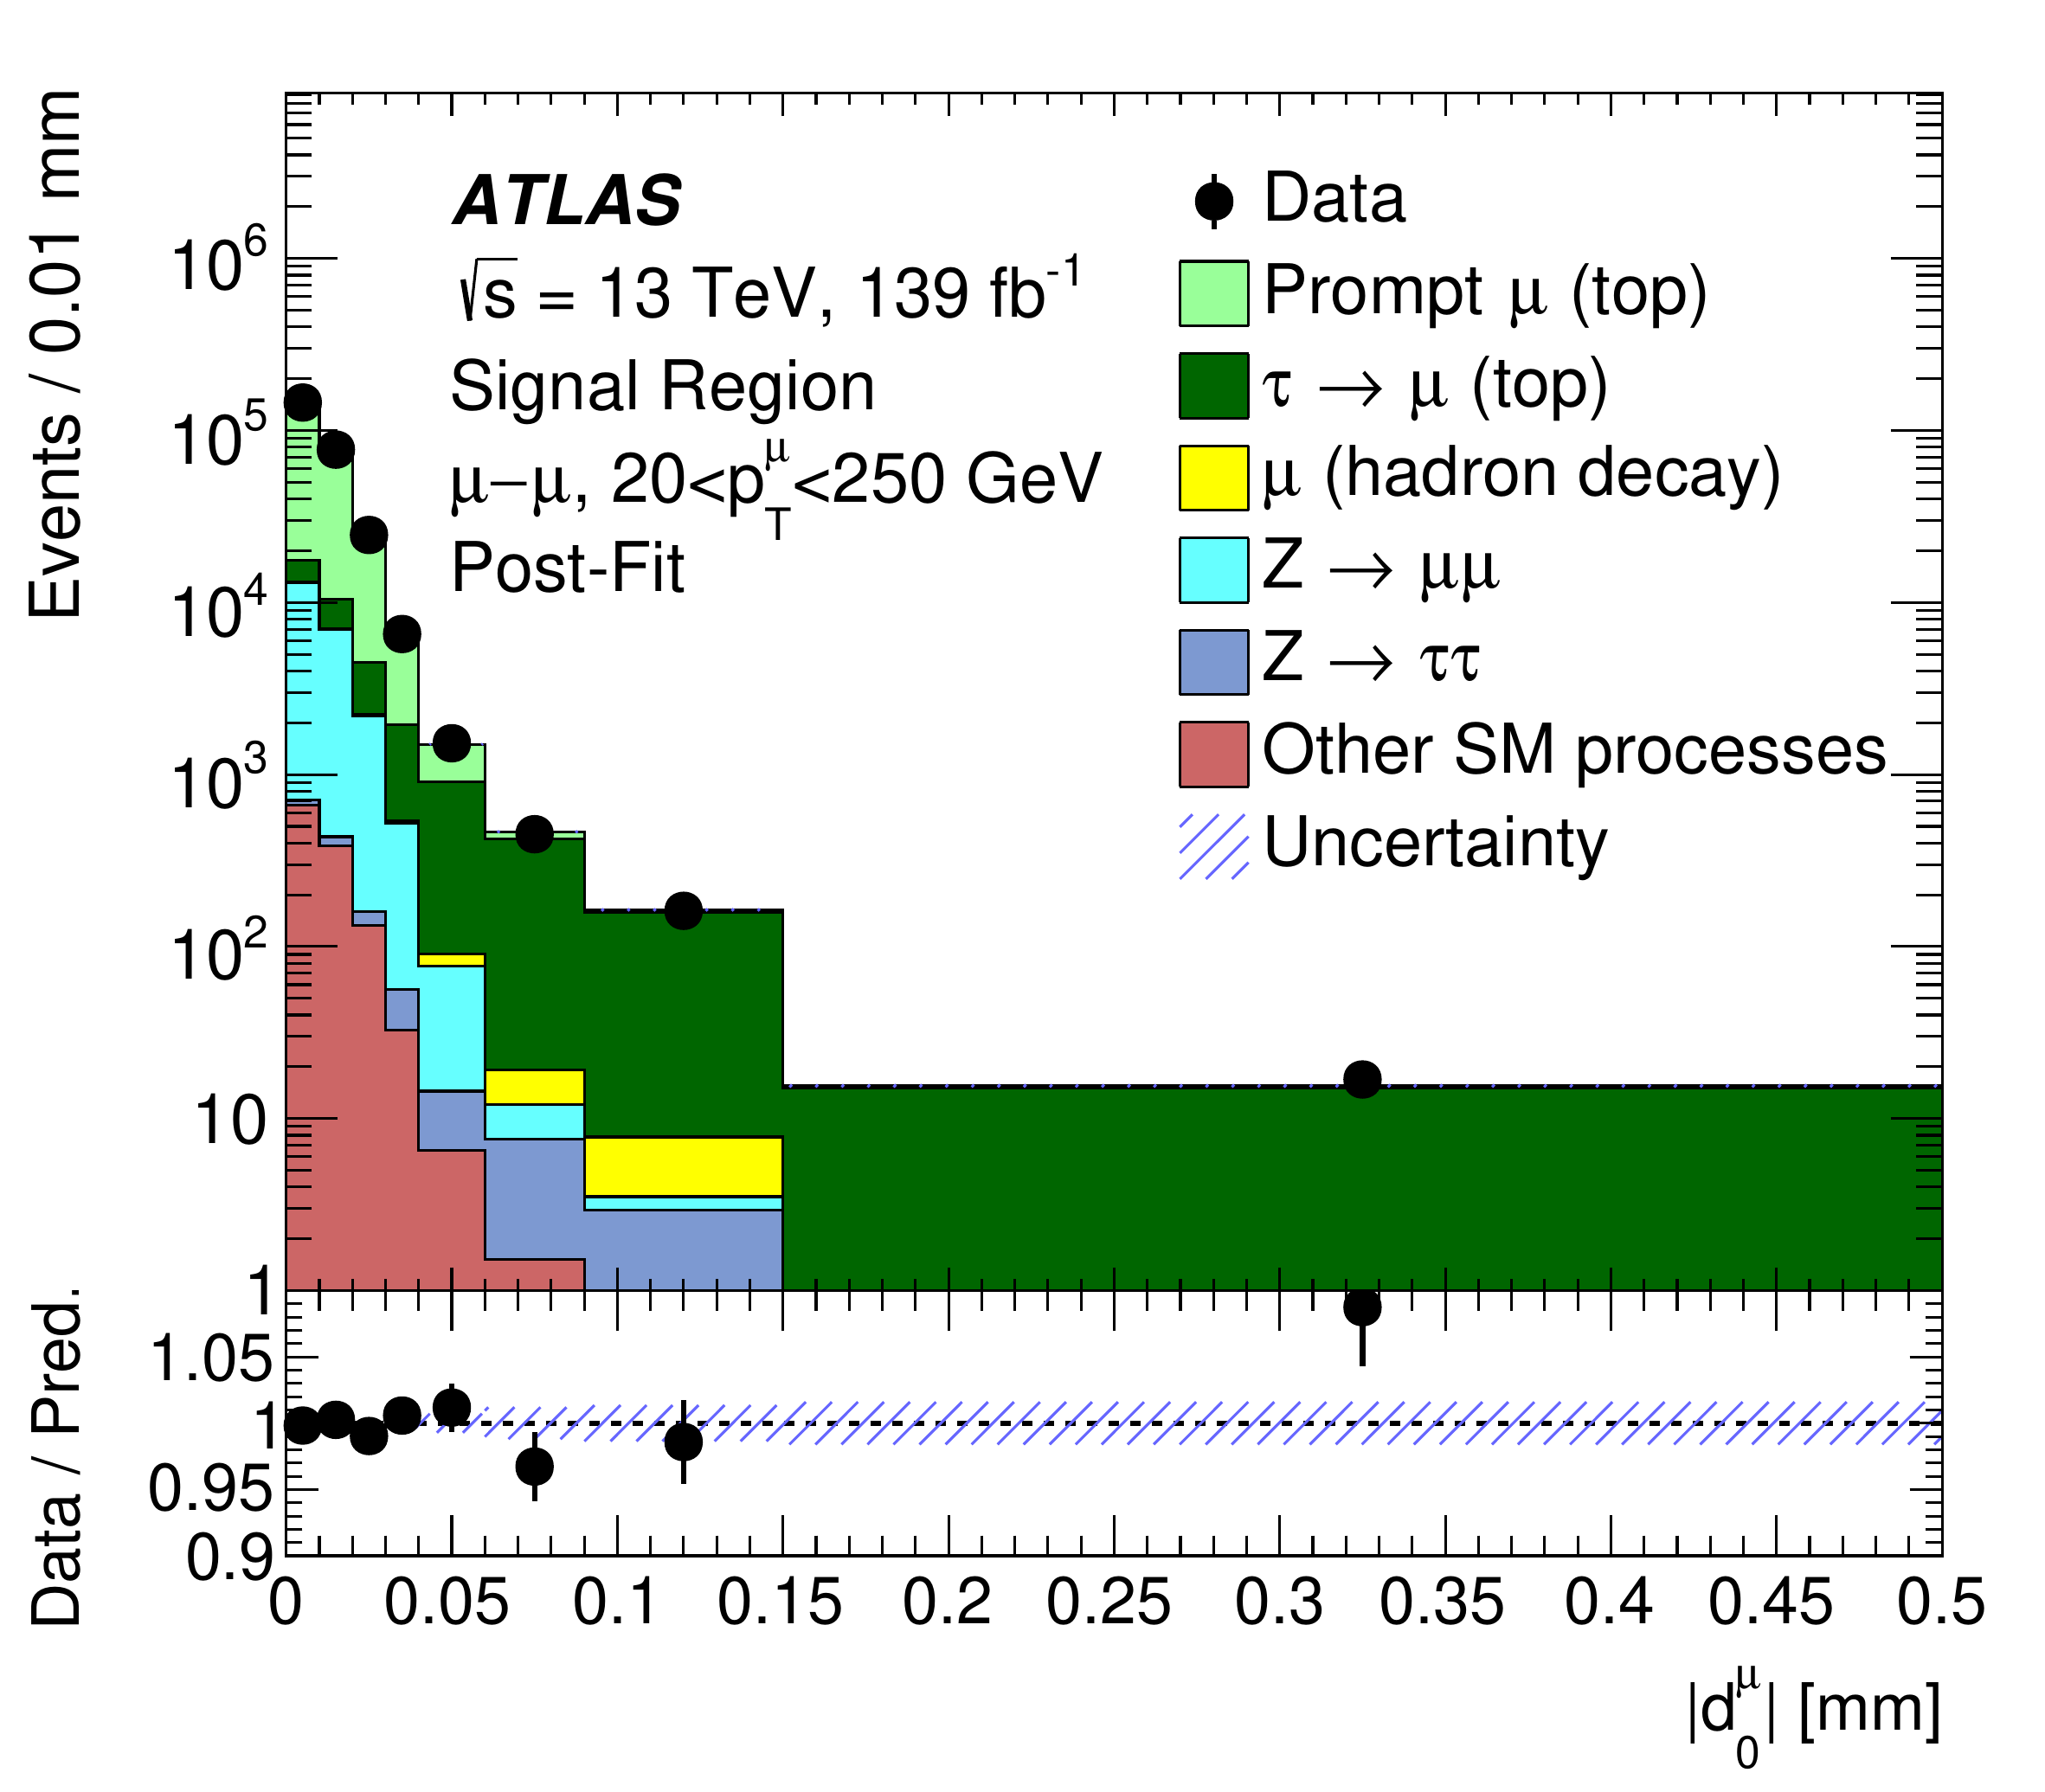 Events / 0.01 mm
10^6
10^5
10^4
10^3
10^2
10
1
ATLAS
√s = 13 TeV, 139 fb^-1
Signal Region
μ−μ, 20<p_T^μ<250 GeV
Post-Fit
Data
Prompt μ (top)
τ → μ (top)
μ (hadron decay)
Z → μμ
Z → ττ
Other SM processes
Uncertainty
Data / Pred.
1.05
1
0.95
0.9
0 0.05 0.1 0.15 0.2 0.25 0.3 0.35 0.4 0.45 0.5
|d_0^μ| [mm]